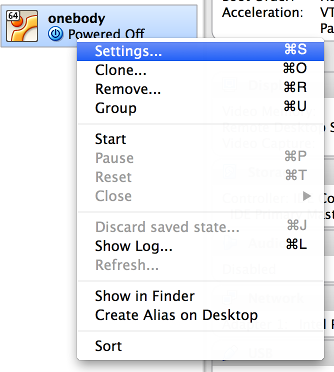 64
onebody
Powered Off
Acceleration:
VT
Pa
Settings... ⌘S
Clone... ⌘O
Remove... ⌘R
Group ⌘U
Start
Pause ⌘P
Reset ⌘T
Close ▶
Discard saved state... ⌘J
Show Log... ⌘L
Refresh...
Show in Finder
Create Alias on Desktop
Sort